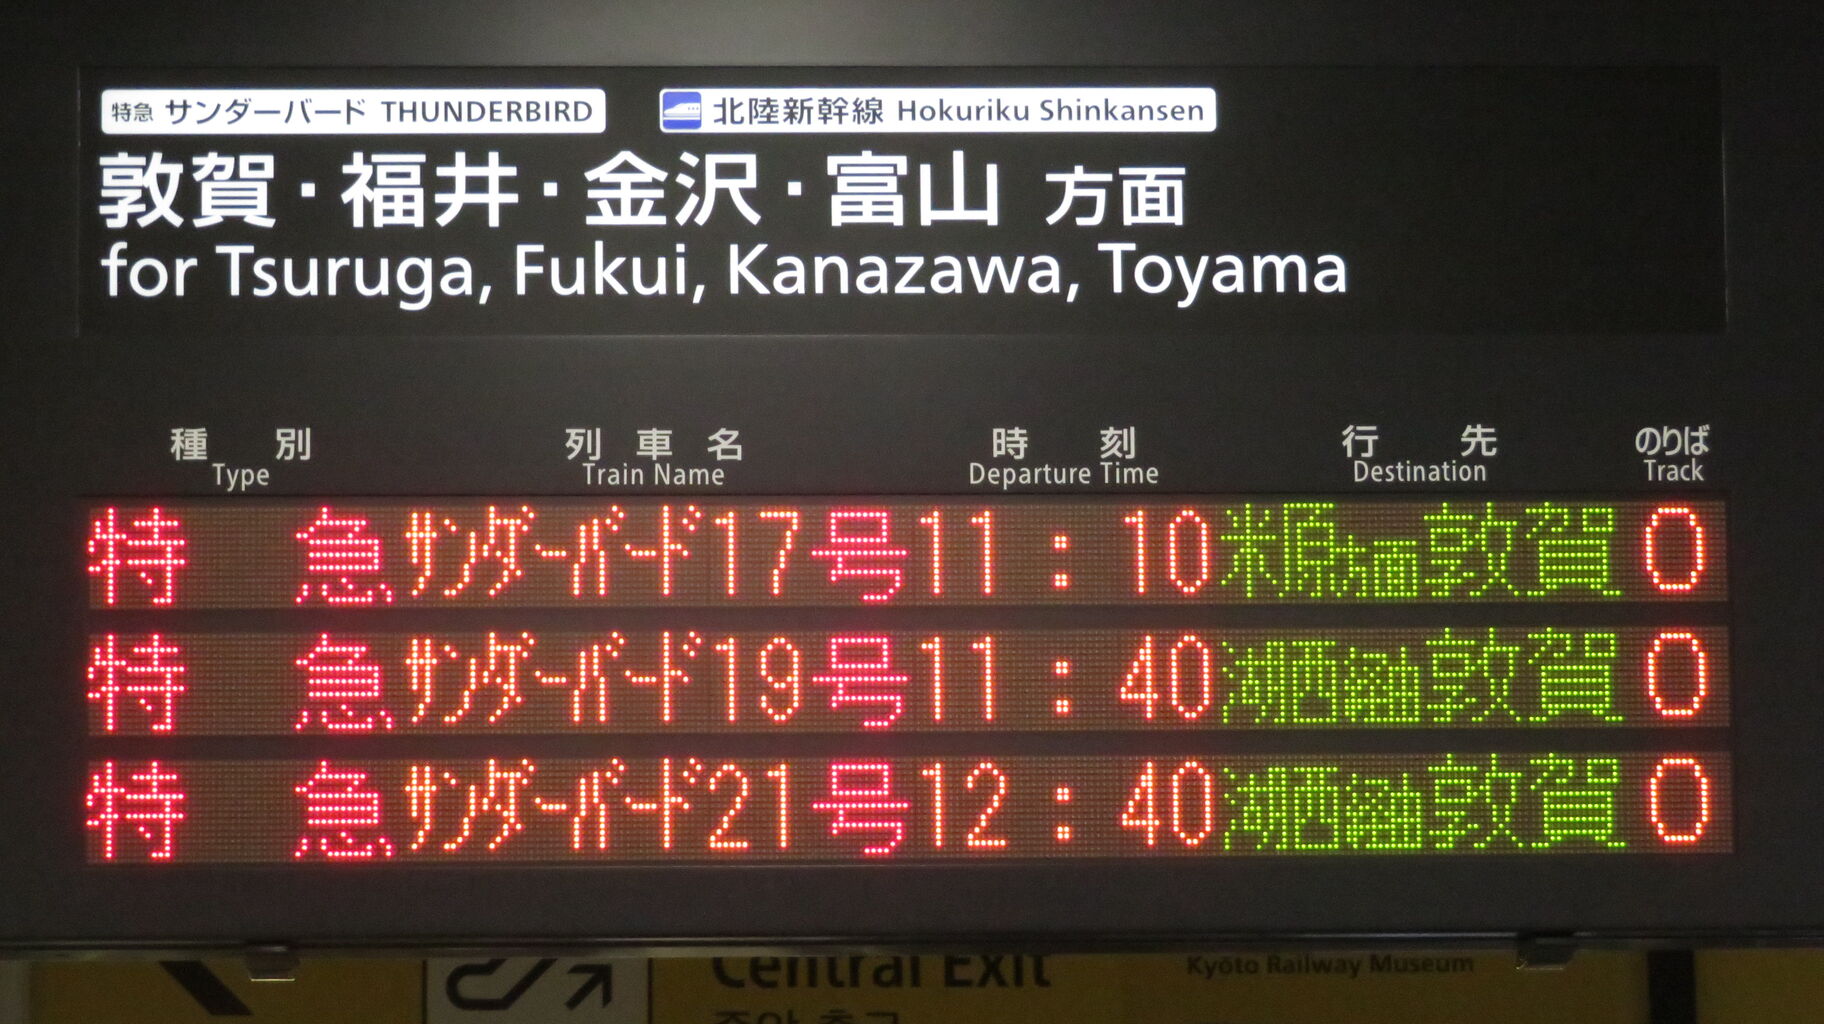 特急 サンダーバード THUNDERBIRD 北陸新幹線 Hokuriku Shinkansen
敦賀・福井・金沢・富山 方面
for Tsuruga, Fukui, Kanazawa, Toyama
種別 列車名 時刻 行先 のりば
Type Train Name Departure Time Destination Track
特急 サンダーバード17号 11:10 米原方面敦賀 0
特急 サンダーバード19号 11:40 湖西線経由敦賀 0
特急 サンダーバード21号 12:40 湖西線経由敦賀 0
Central Exit Kyōto Railway Museum